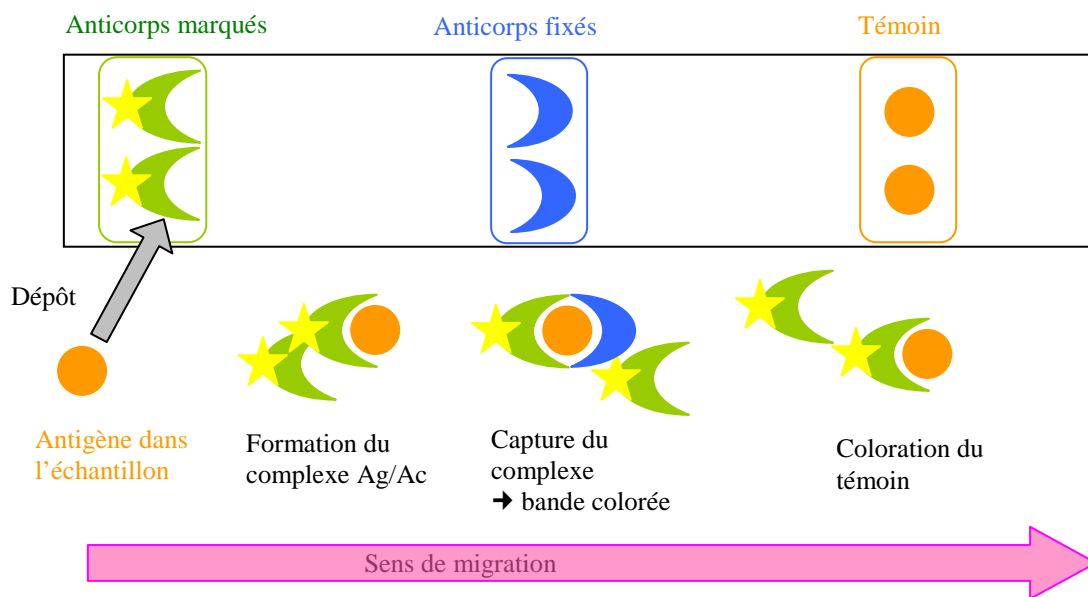 Anticorps marqués
Anticorps fixés
Témoin
Dépôt
Antigène dans
l'échantillon
Formation du
complexe Ag/Ac
Capture du
complexe
➔ bande colorée
Coloration du
témoin
Sens de migration